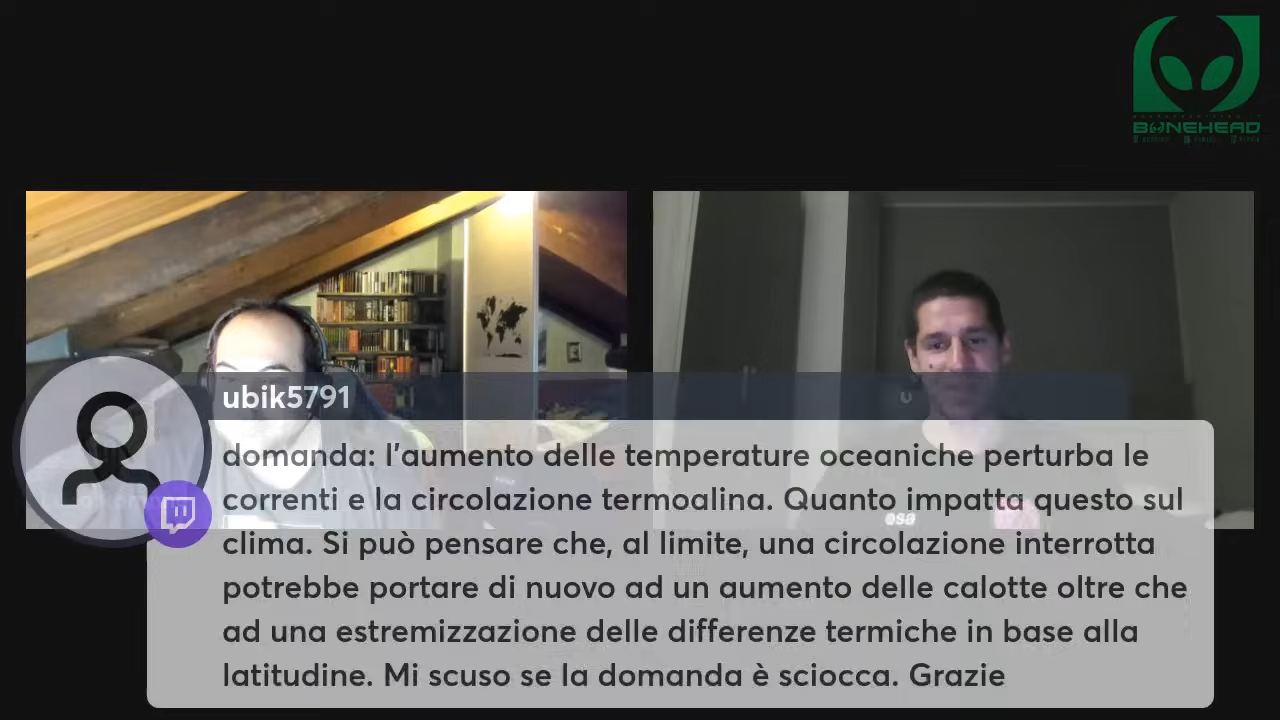 BONEHEAD
ubik5791
domanda: l'aumento delle temperature oceaniche perturba le
correnti e la circolazione termoalina. Quanto impatta questo sul
clima. Si può pensare che, al limite, una circolazione interrotta
potrebbe portare di nuovo ad un aumento delle calotte oltre che
ad una estremizzazione delle differenze termiche in base alla
latitudine. Mi scuso se la domanda è sciocca. Grazie
esa